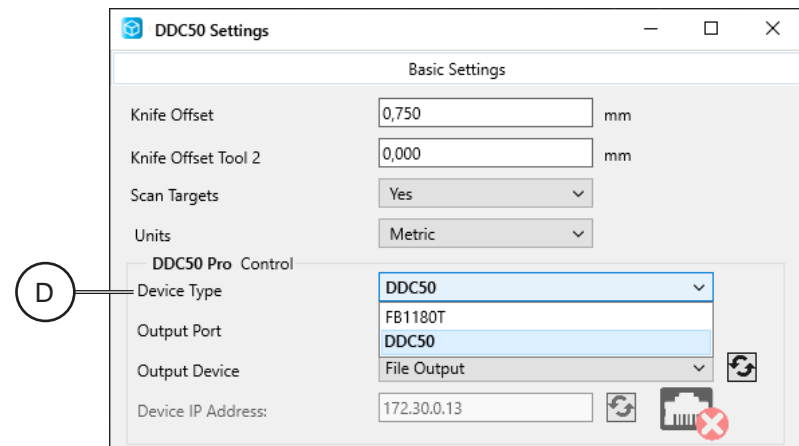 DDC50 Settings
Basic Settings
Knife Offset 0,750 mm
Knife Offset Tool 2 0,000 mm
Scan Targets Yes
Units Metric
DDC50 Pro Control
D Device Type DDC50
FB1180T
Output Port DDC50
Output Device File Output
Device IP Address: 172.30.0.13